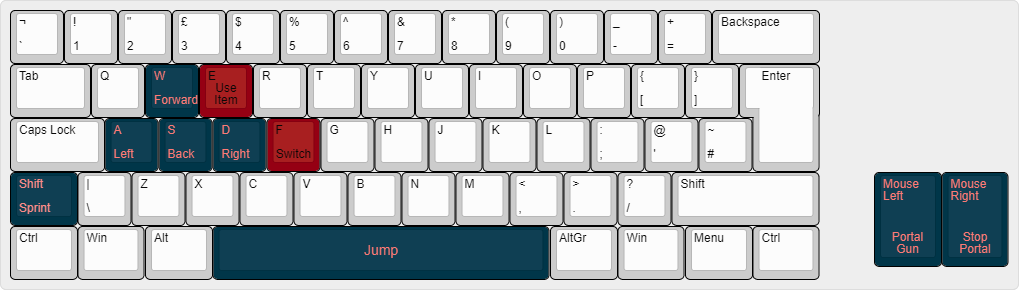 ¬ ! " £ $ % ^ & * ( ) _ + Backspace
` 1 2 3 4 5 6 7 8 9 0 - =
Tab Q W E R T Y U I O P { } Enter
Forward Use Item [ ]
Caps Lock A S D F G H J K L : @ ~
Left Back Right Switch ; ' #
Shift | Z X C V B N M < > ? Shift Mouse Left Mouse Right
Sprint \ , . / 
Ctrl Win Alt Jump AltGr Win Menu Ctrl Portal Gun Stop Portal